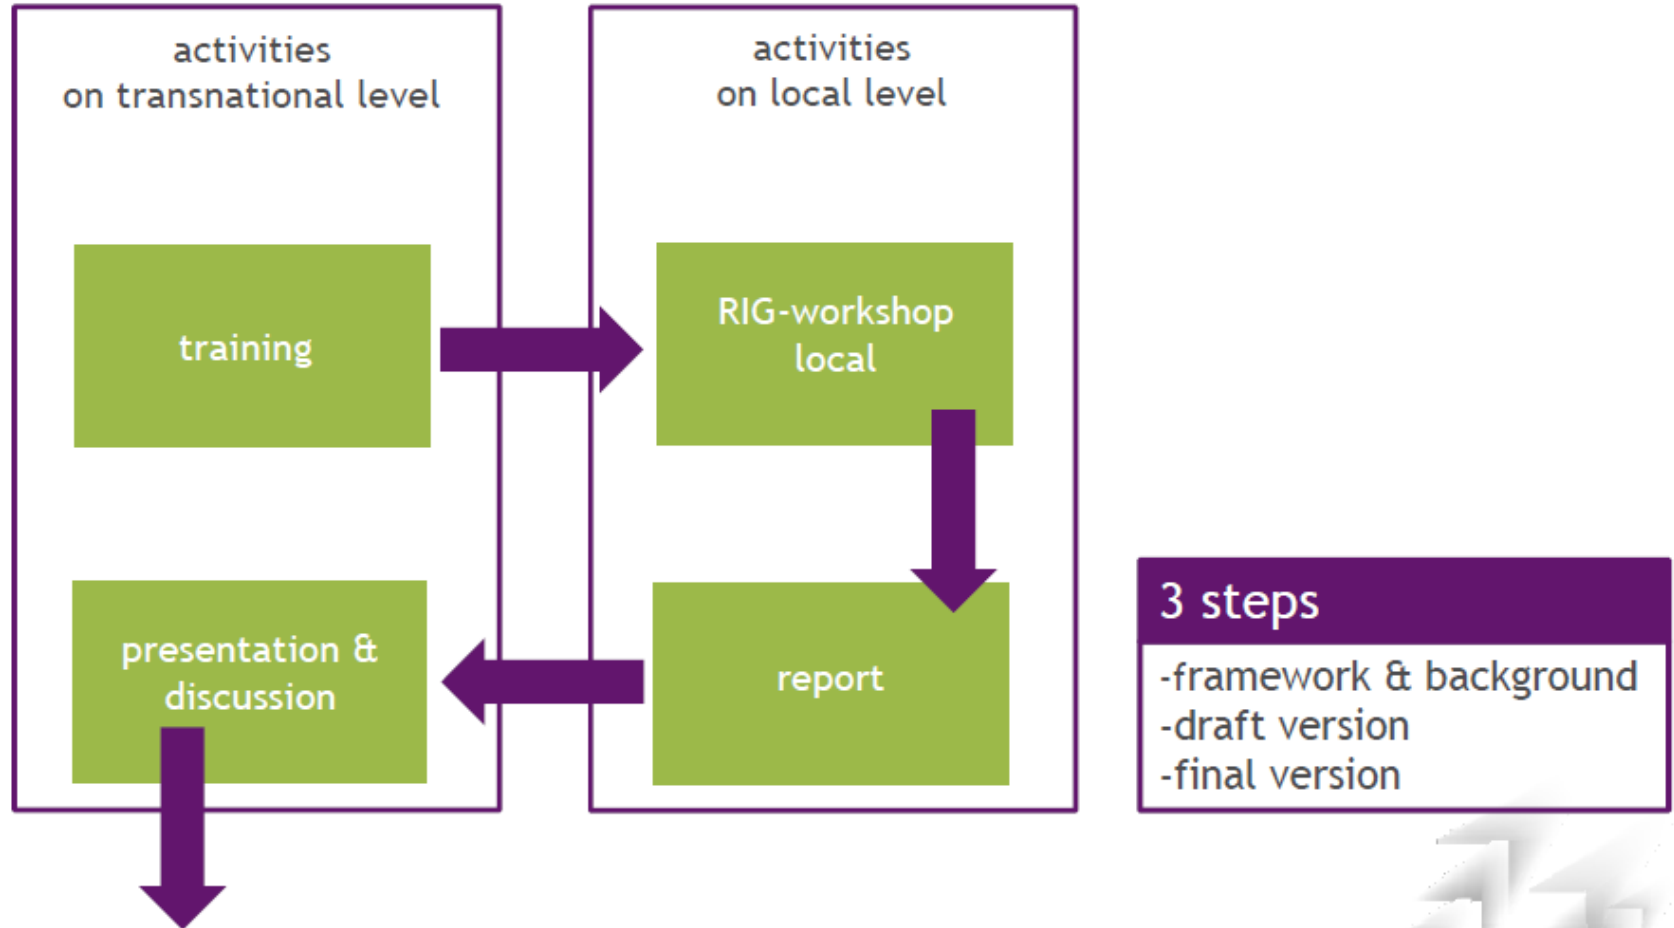 activities
on transnational level
activities
on local level
training
RIG-workshop
local
presentation &
discussion
report
3 steps
-framework & background
-draft version
-final version